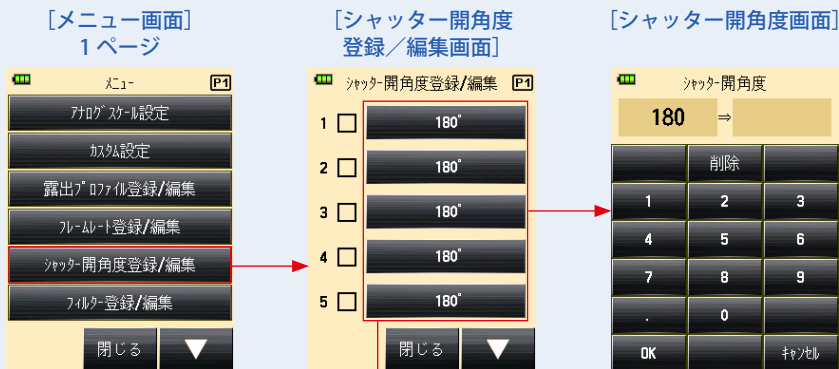 [メニュー画面]
1 ページ
ﾒﾆｭｰ P1
ｱﾅﾛｸﾞｽｹｰﾙ設定
ｶｽﾀﾑ設定
露出ﾌﾟﾛﾌｧｲﾙ登録/編集
ﾌﾚｰﾑﾚｰﾄ登録/編集
ｼｬｯﾀｰ開角度登録/編集
ﾌｨﾙﾀｰ登録/編集
閉じる
[シャッター開角度
登録／編集画面]
ｼｬｯﾀｰ開角度登録/編集 P1
1 180°
2 180°
3 180°
4 180°
5 180°
閉じる
[シャッター開角度画面]
ｼｬｯﾀｰ開角度
180 ⇒
削除
1 2 3
4 5 6
7 8 9
. 0
OK ｷｬﾝｾﾙ